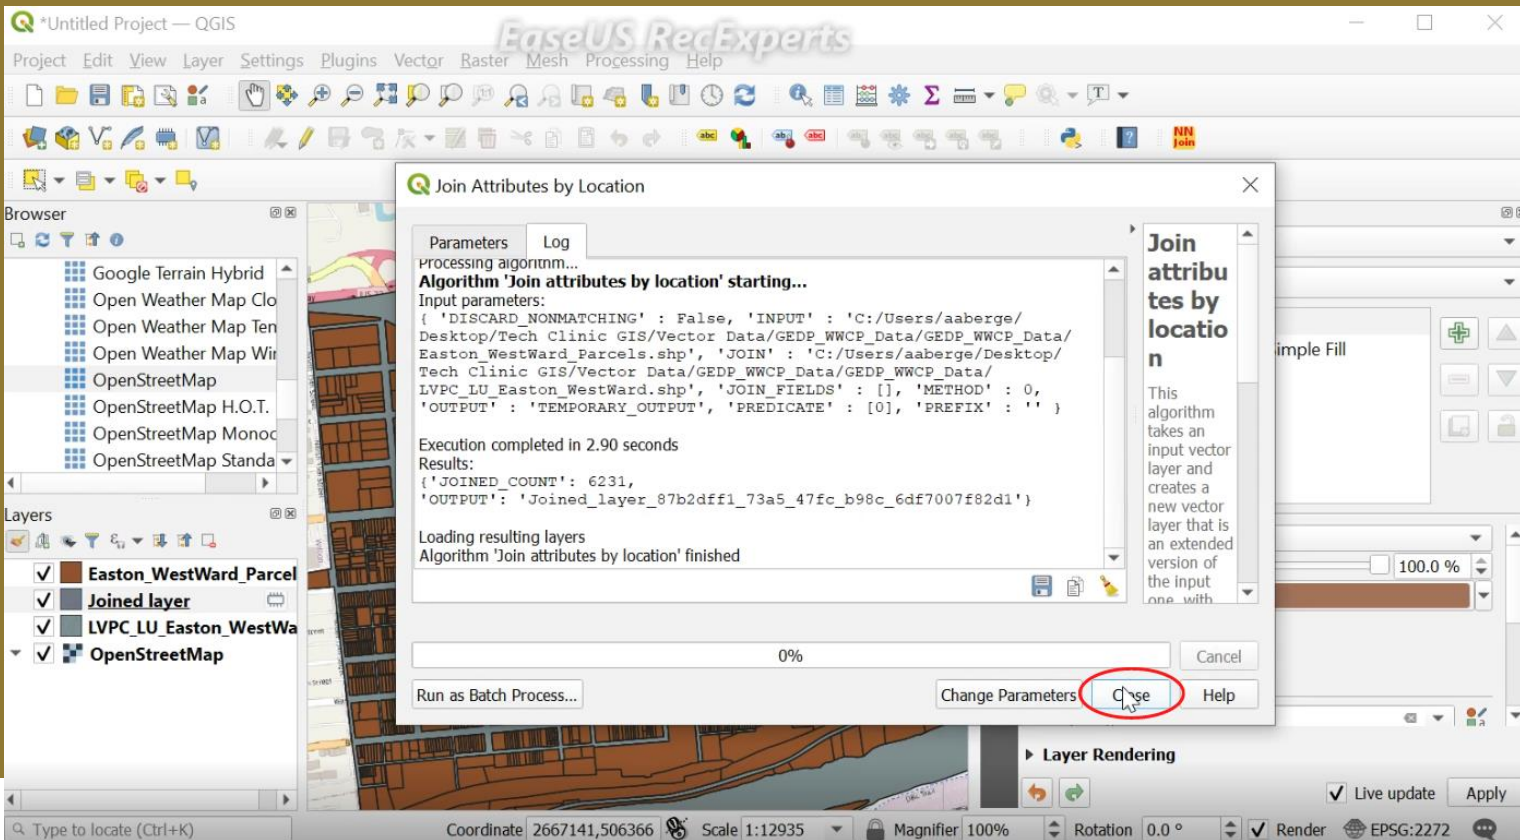 *Untitled Project — QGIS
EaseUS RecExperts
Project Edit View Layer Settings Plugins Vector Raster Mesh Processing Help
NN
Join
Join Attributes by Location
Browser
Google Terrain Hybrid
Open Weather Map Clo
Open Weather Map Ten
Open Weather Map Wir
OpenStreetMap
OpenStreetMap H.O.T.
OpenStreetMap Monoc
OpenStreetMap Standa
Layers
Easton_WestWard_Parcel
Joined layer
LVPC_LU_Easton_WestWa
OpenStreetMap
Parameters Log
Processing algorithm...
Algorithm 'Join attributes by location' starting...
Input parameters:
{ 'DISCARD_NONMATCHING' : False, 'INPUT' : 'C:/Users/aaberge/
Desktop/Tech Clinic GIS/Vector Data/GEDP_WWCP_Data/GEDP_WWCP_Data/
Easton_WestWard_Parcels.shp', 'JOIN' : 'C:/Users/aaberge/Desktop/
Tech Clinic GIS/Vector Data/GEDP_WWCP_Data/GEDP_WWCP_Data/
LVPC_LU_Easton_WestWard.shp', 'JOIN_FIELDS' : [], 'METHOD' : 0,
'OUTPUT' : 'TEMPORARY_OUTPUT', 'PREDICATE' : [0], 'PREFIX' : '' }
Execution completed in 2.90 seconds
Results:
{'JOINED_COUNT': 6231,
'OUTPUT': 'Joined_layer_87b2dff1_73a5_47fc_b98c_6df7007f82d1'}
Loading resulting layers
Algorithm 'Join attributes by location' finished
Join
attribu
tes by
locatio
n
This
algorithm
takes an
input vector
layer and
creates a
new vector
layer that is
an extended
version of
the input
one, with
0%
Cancel
Run as Batch Process...
Change Parameters
Close
Help
imple Fill
100.0 %
Layer Rendering
Live update
Apply
Type to locate (Ctrl+K)
Coordinate 2667141,506366 Scale 1:12935 Magnifier 100% Rotation 0.0 ° Render EPSG:2272